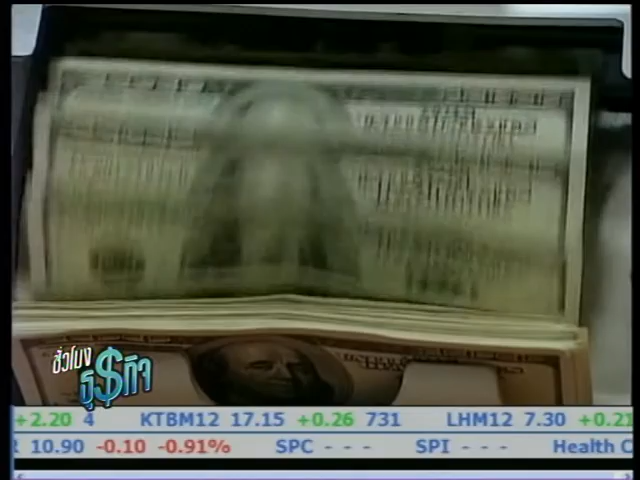 ชั่วโมง
ธุรกิจ
+2.20 4 KTBM12 17.15 +0.26 731 LHM12 7.30 +0.21
10.90 -0.10 -0.91% SPC - - - SPI - - - Health C